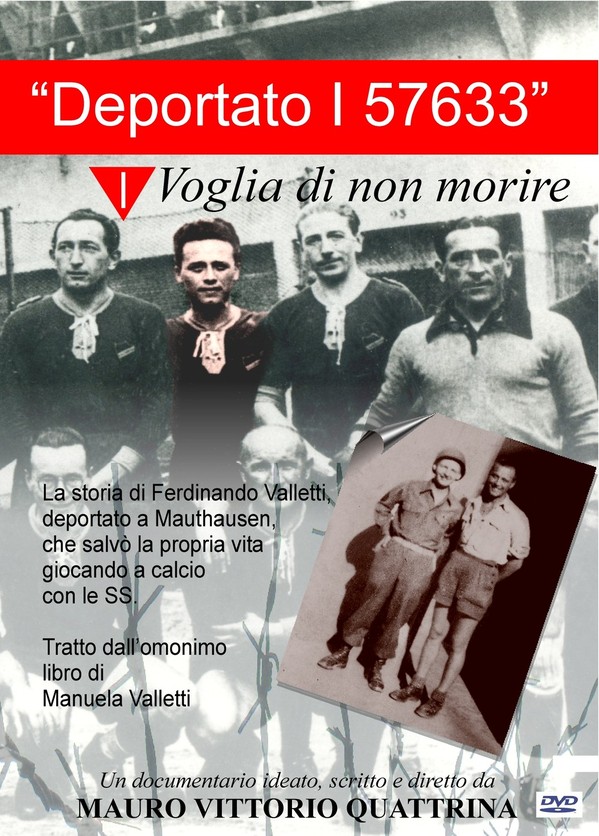 “Deportato I 57633”
I Voglia di non morire
93
La storia di Ferdinando Valletti,
deportato a Mauthausen,
che salvò la propria vita
giocando a calcio
con le SS.
Tratto dall’omonimo
libro di
Manuela Valletti
Un documentario ideato, scritto e diretto da
MAURO VITTORIO QUATTRINA
DVD